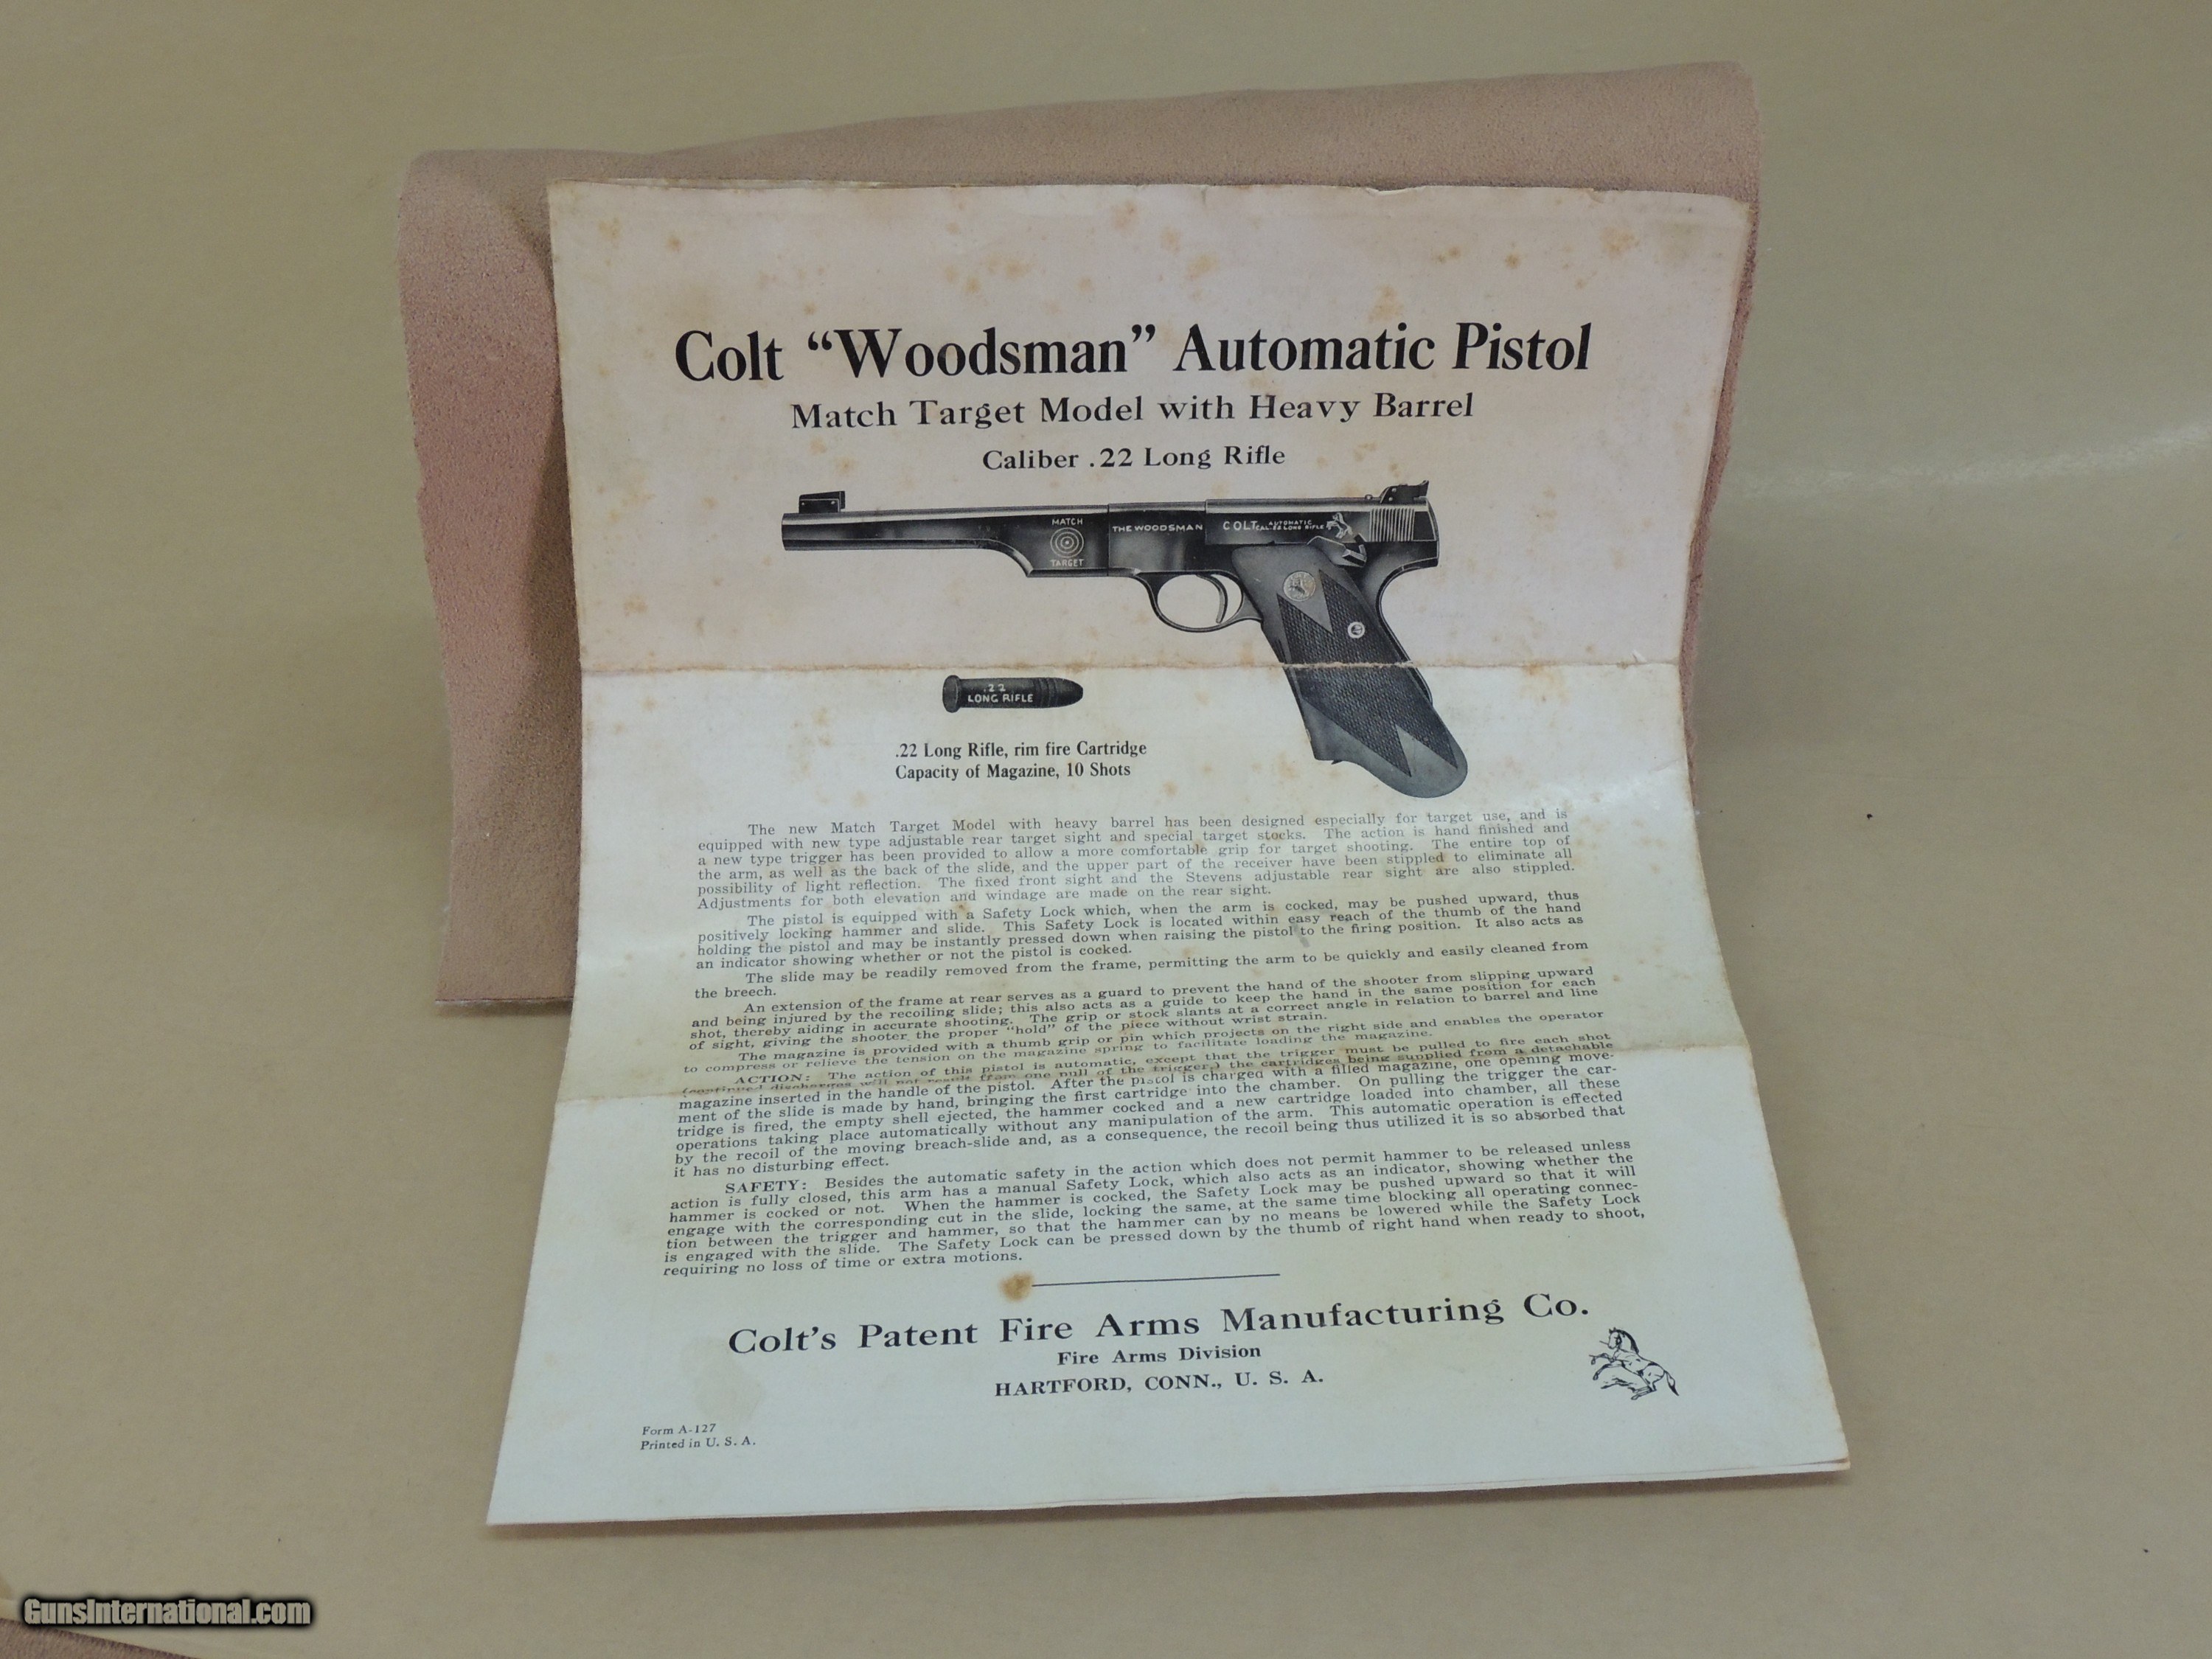 Colt “Woodsman” Automatic Pistol
Match Target Model with Heavy Barrel
Caliber .22 Long Rifle
MATCH
TARGET
THE WOODSMAN
COLT AUTOMATIC
CAL. 22 LONG RIFLE
.22
LONG RIFLE
.22 Long Rifle, rim fire Cartridge
Capacity of Magazine, 10 Shots
The new Match Target Model with heavy barrel has been designed especially for target use, and is
equipped with new type adjustable rear target sight and special target stocks. The action is hand finished and
a new type trigger has been provided to allow a more comfortable grip for target shooting. The entire top of
the arm, as well as the back of the slide, and the upper part of the receiver have been stippled to eliminate all
possibility of light reflection. The fixed front sight and the Stevens adjustable rear sight are also stippled.
Adjustments for both elevation and windage are made on the rear sight.
The pistol is equipped with a Safety Lock which, when the arm is cocked, may be pushed upward, thus
positively locking hammer and slide. This Safety Lock is located within easy reach of the thumb of the hand
holding the pistol and may be instantly pressed down when raising the pistol to the firing position. It also acts as
an indicator showing whether or not the pistol is cocked.
The slide may be readily removed from the frame, permitting the arm to be quickly and easily cleaned from
the breech.
An extension of the frame at rear serves as a guard to prevent the hand of the shooter from slipping upward
and being injured by the recoiling slide; this also acts as a guide to keep the hand in the same position for each
shot, thereby aiding in accurate shooting. The grip or stock slants at a correct angle in relation to barrel and line
of sight, giving the shooter the proper “hold” of the piece without wrist strain.
The magazine is provided with a thumb grip or pin which projects on the right side and enables the operator
to compress or relieve the tension on the magazine spring to facilitate loading the magazine.
ACTION: The action of this pistol is automatic, except that the trigger must be pulled to fire each shot
(continued discharges will not result from one pull of the trigger,) the cartridges being supplied from a detachable
magazine inserted in the handle of the pistol. After the pistol is charged with a filled magazine, one opening move-
ment of the slide is made by hand, bringing the first cartridge into the chamber. On pulling the trigger the car-
tridge is fired, the empty shell ejected, the hammer cocked and a new cartridge loaded into chamber, all these
operations taking place automatically without any manipulation of the arm. This automatic operation is effected
by the recoil of the moving breach-slide and, as a consequence, the recoil being thus utilized it is so absorbed that
it has no disturbing effect.
SAFETY: Besides the automatic safety in the action which does not permit hammer to be released unless
action is fully closed, this arm has a manual Safety Lock, which also acts as an indicator, showing whether the
hammer is cocked or not. When the hammer is cocked, the Safety Lock may be pushed upward so that it will
engage with the corresponding cut in the slide, locking the same, at the same time blocking all operating connec-
tion between the trigger and hammer, so that the hammer can by no means be lowered while the Safety Lock
is engaged with the slide. The Safety Lock can be pressed down by the thumb of right hand when ready to shoot,
requiring no loss of time or extra motions.
Colt's Patent Fire Arms Manufacturing Co.
Fire Arms Division
HARTFORD, CONN., U. S. A.
Form A-127
Printed in U. S. A.
GunsInternational.com